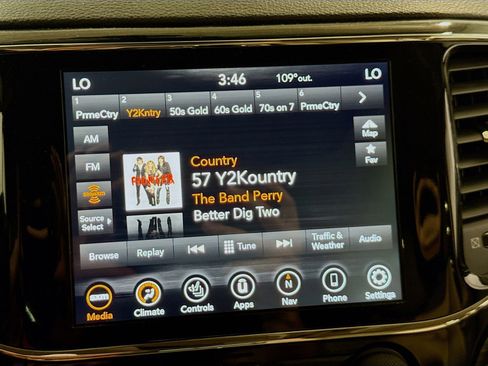 LO 3:46 109°out. LO
1 2 3 4 5 6
PrmeCtry Y2Kntry 50s Gold 60s Gold 70s on 7 PrmeCtry
AM
Map
FM
Fav
Country
57 Y2Kountry
The Band Perry
Better Dig Two
Source
Select
Browse Replay Tune Traffic & Weather Audio
Media Climate Controls Apps N Nav Phone Settings